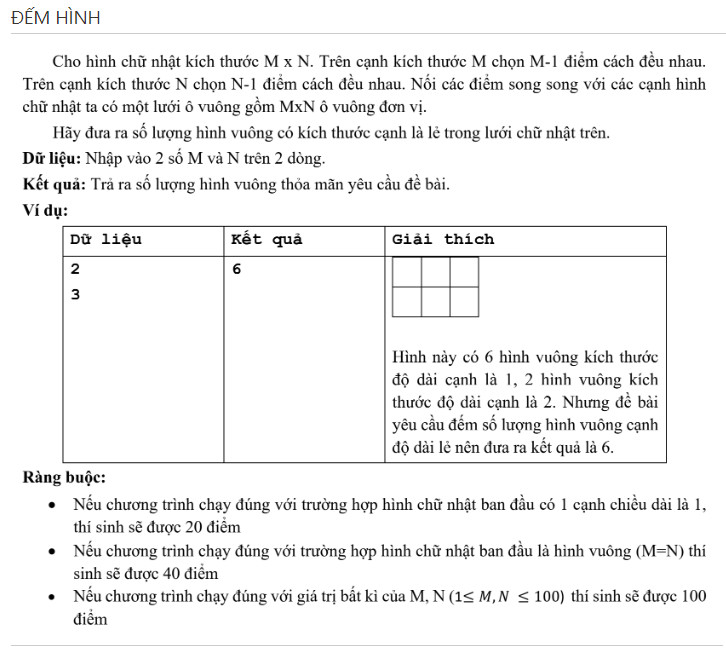 ĐẾM HÌNH
Cho hình chữ nhật kích thước M x N. Trên cạnh kích thước M chọn M-1 điểm cách đều nhau.
Trên cạnh kích thước N chọn N-1 điểm cách đều nhau. Nối các điểm song song với các cạnh hình
chữ nhật ta có một lưới ô vuông gồm MxN ô vuông đơn vị.
Hãy đưa ra số lượng hình vuông có kích thước cạnh là lẻ trong lưới chữ nhật trên.
Dữ liệu: Nhập vào 2 số M và N trên 2 dòng.
Kết quả: Trả ra số lượng hình vuông thỏa mãn yêu cầu đề bài.
Ví dụ:
Dữ liệu Kết quả Giải thích
2 6
3
Hình này có 6 hình vuông kích thước
độ dài cạnh là 1, 2 hình vuông kích
thước độ dài cạnh là 2. Nhưng đề bài
yêu cầu đếm số lượng hình vuông cạnh
độ dài lẻ nên đưa ra kết quả là 6.
Ràng buộc:
• Nếu chương trình chạy đúng với trường hợp hình chữ nhật ban đầu có 1 cạnh chiều dài là 1,
thí sinh sẽ được 20 điểm
• Nếu chương trình chạy đúng với trường hợp hình chữ nhật ban đầu là hình vuông (M=N) thí
sinh sẽ được 40 điểm
• Nếu chương trình chạy đúng với giá trị bất kì của M, N (1≤ M, N ≤ 100) thí sinh sẽ được 100
điểm